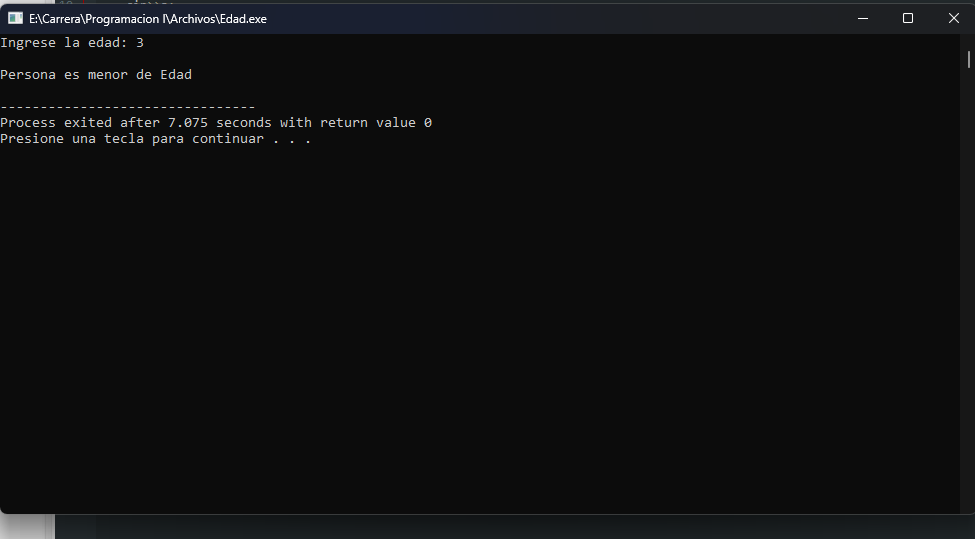 E:\Carrera\Programacion I\Archivos\Edad.exe
Ingrese la edad: 3
Persona es menor de Edad
--------------------------------
Process exited after 7.075 seconds with return value 0
Presione una tecla para continuar . . .